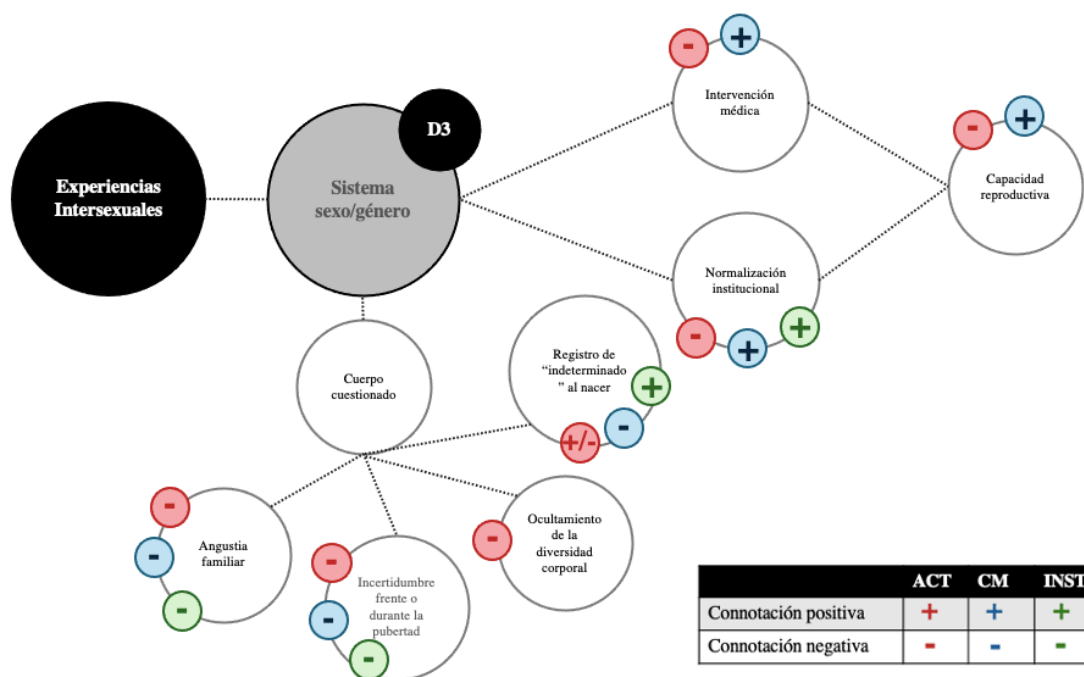 Experiencias
Intersexuales
Sistema
sexo/género
D3
-
+
Intervención
médica
-
+
Capacidad
reproductiva
Normalización
institucional
-
+
+
Cuerpo
cuestionado
Registro de
“indeterminado
” al nacer
+/-
-
+
-
-
-
Angustia
familiar
-
-
-
Incertidumbre
frente o
durante la
pubertad
-
Ocultamiento
de la
diversidad
corporal
ACT CM INST
Connotación positiva + + +
Connotación negativa - - -